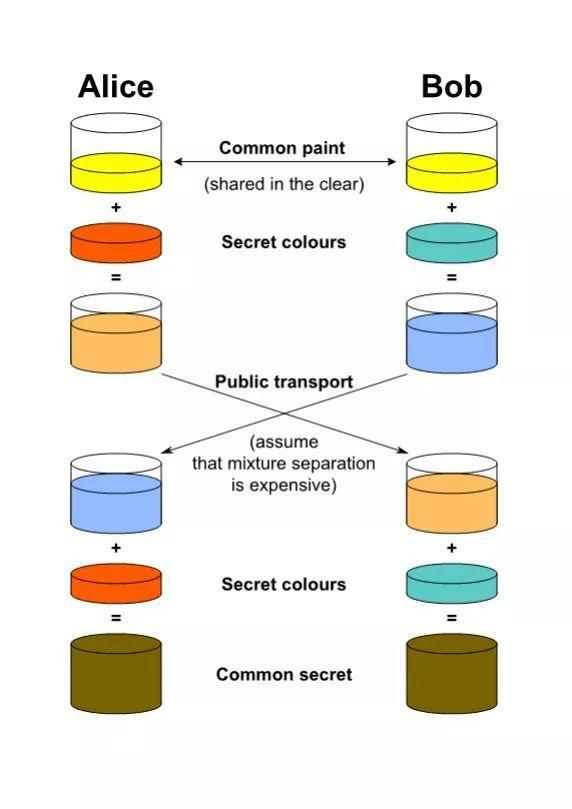 Alice
Bob
Common paint
(shared in the clear)
+
+
Secret colours
=
=
Public transport
(assume
that mixture separation
is expensive)
+
+
Secret colours
=
=
Common secret